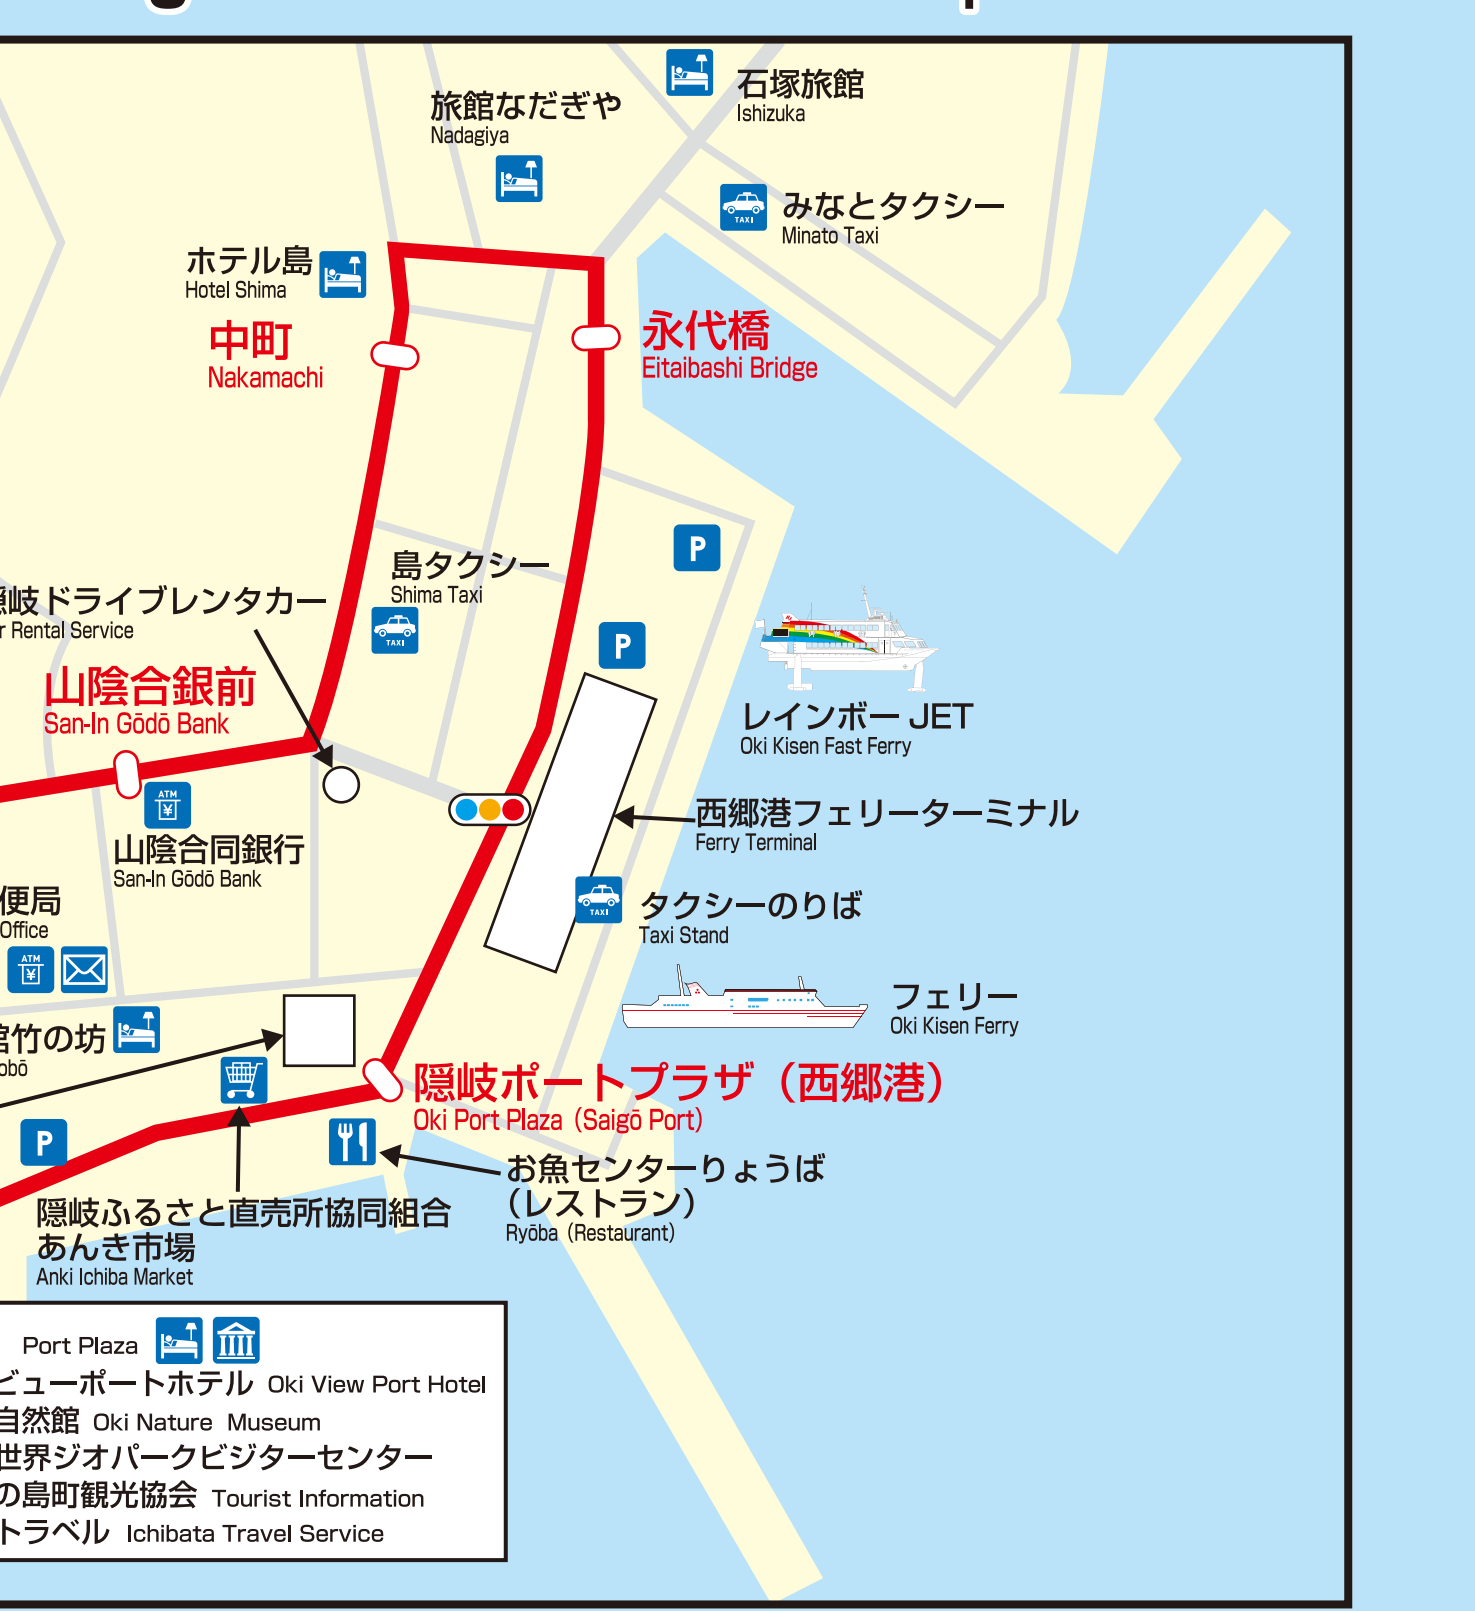 石塚旅館
Ishizuka
旅館なだぎや
Nadagiya
みなとタクシー
Minato Taxi
TAXI
ホテル島
Hotel Shima
中町
Nakamachi
永代橋
Eitaibashi Bridge
島タクシー
Shima Taxi
TAXI
P
P
隠岐ドライブレンタカー
r Rental Service
山陰合銀前
San-In Gōdō Bank
ATM
¥
山陰合同銀行
San-In Gōdō Bank
レインボーJET
Oki Kisen Fast Ferry
西郷港フェリーターミナル
Ferry Terminal
TAXI
タクシーのりば
Taxi Stand
フェリー
Oki Kisen Ferry
便局
Office
ATM
¥
館竹の坊
obō
隠岐ポートプラザ（西郷港）
Oki Port Plaza (Saigō Port)
P
お魚センターりょうば
（レストラン）
Ryōba (Restaurant)
隠岐ふるさと直売所協同組合
あんき市場
Anki Ichiba Market
Port Plaza
ビューポートホテル Oki View Port Hotel
自然館 Oki Nature Museum
世界ジオパークビジターセンター
の島町観光協会 Tourist Information
トラベル Ichibata Travel Service